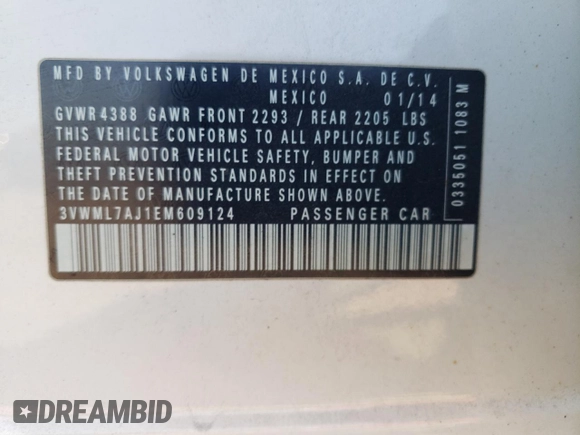 MFD BY VOLKSWAGEN DE MEXICO S.A. DE C.V.
MEXICO 01/14
GVWR 4388 GAWR FRONT 2293 / REAR 2205 LBS
THIS VEHICLE CONFORMS TO ALL APPLICABLE U.S.
FEDERAL MOTOR VEHICLE SAFETY, BUMPER AND
THEFT PREVENTION STANDARDS IN EFFECT ON
THE DATE OF MANUFACTURE SHOWN ABOVE.
3VWML7AJ1EM609124 PASSENGER CAR
0335051 1083 M
DREAMBID